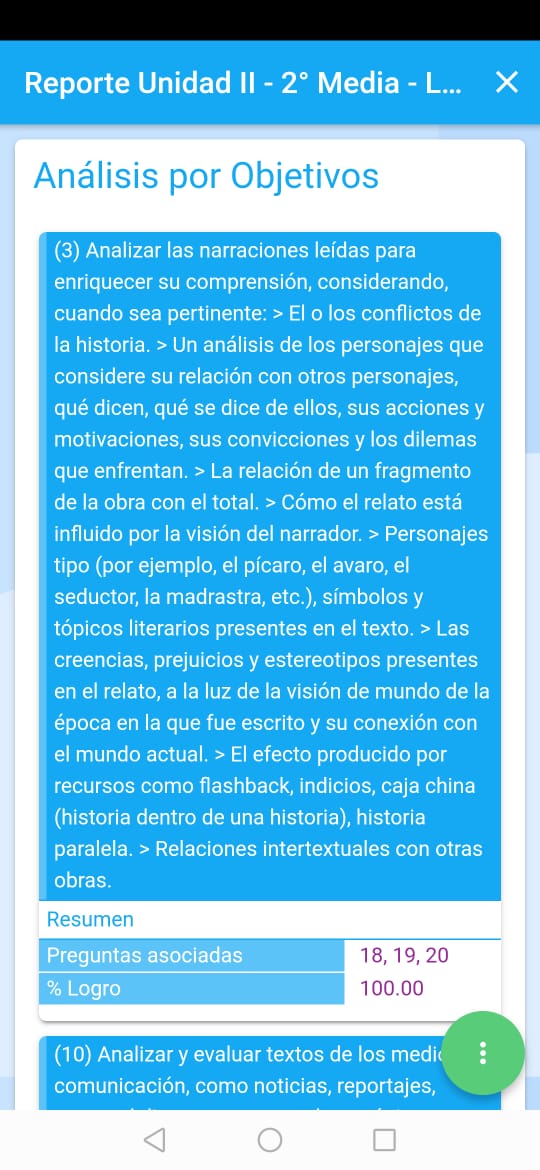 Reporte Unidad II - 2° Media - L...
Análisis por Objetivos
(3) Analizar las narraciones leídas para
enriquecer su comprensión, considerando,
cuando sea pertinente: > El o los conflictos de
la historia. > Un análisis de los personajes que
considere su relación con otros personajes,
qué dicen, qué se dice de ellos, sus acciones y
motivaciones, sus convicciones y los dilemas
que enfrentan. > La relación de un fragmento
de la obra con el total. > Cómo el relato está
influido por la visión del narrador. > Personajes
tipo (por ejemplo, el pícaro, el avaro, el
seductor, la madrastra, etc.), símbolos y
tópicos literarios presentes en el texto. > Las
creencias, prejuicios y estereotipos presentes
en el relato, a la luz de la visión de mundo de la
época en la que fue escrito y su conexión con
el mundo actual. > El efecto producido por
recursos como flashback, indicios, caja china
(historia dentro de una historia), historia
paralela. > Relaciones intertextuales con otras
obras.
Resumen
Preguntas asociadas 18, 19, 20
% Logro 100.00
(10) Analizar y evaluar textos de los
comunicación, como noticias, reportajes,